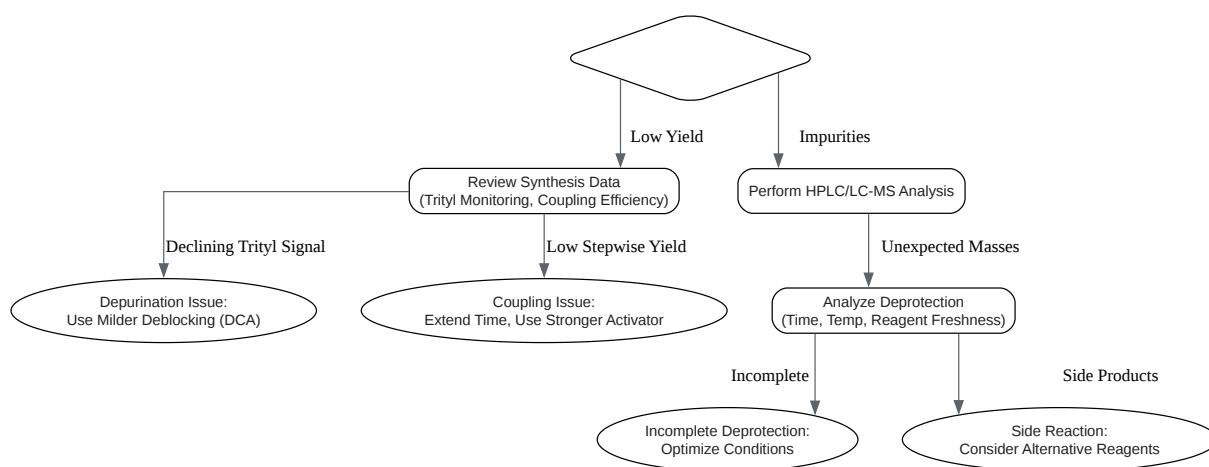 Low Yield
Impurities
Review Synthesis Data
(Trityl Monitoring, Coupling Efficiency)
Perform HPLC/LC-MS Analysis
Declining Trityl Signal
Low Stepwise Yield
Unexpected Masses
Depurination Issue:
Use Milder Deblocking (DCA)
Coupling Issue:
Extend Time, Use Stronger Activator
Analyze Deprotection
(Time, Temp, Reagent Freshness)
Incomplete
Side Products
Incomplete Deprotection:
Optimize Conditions
Side Reaction:
Consider Alternative Reagents